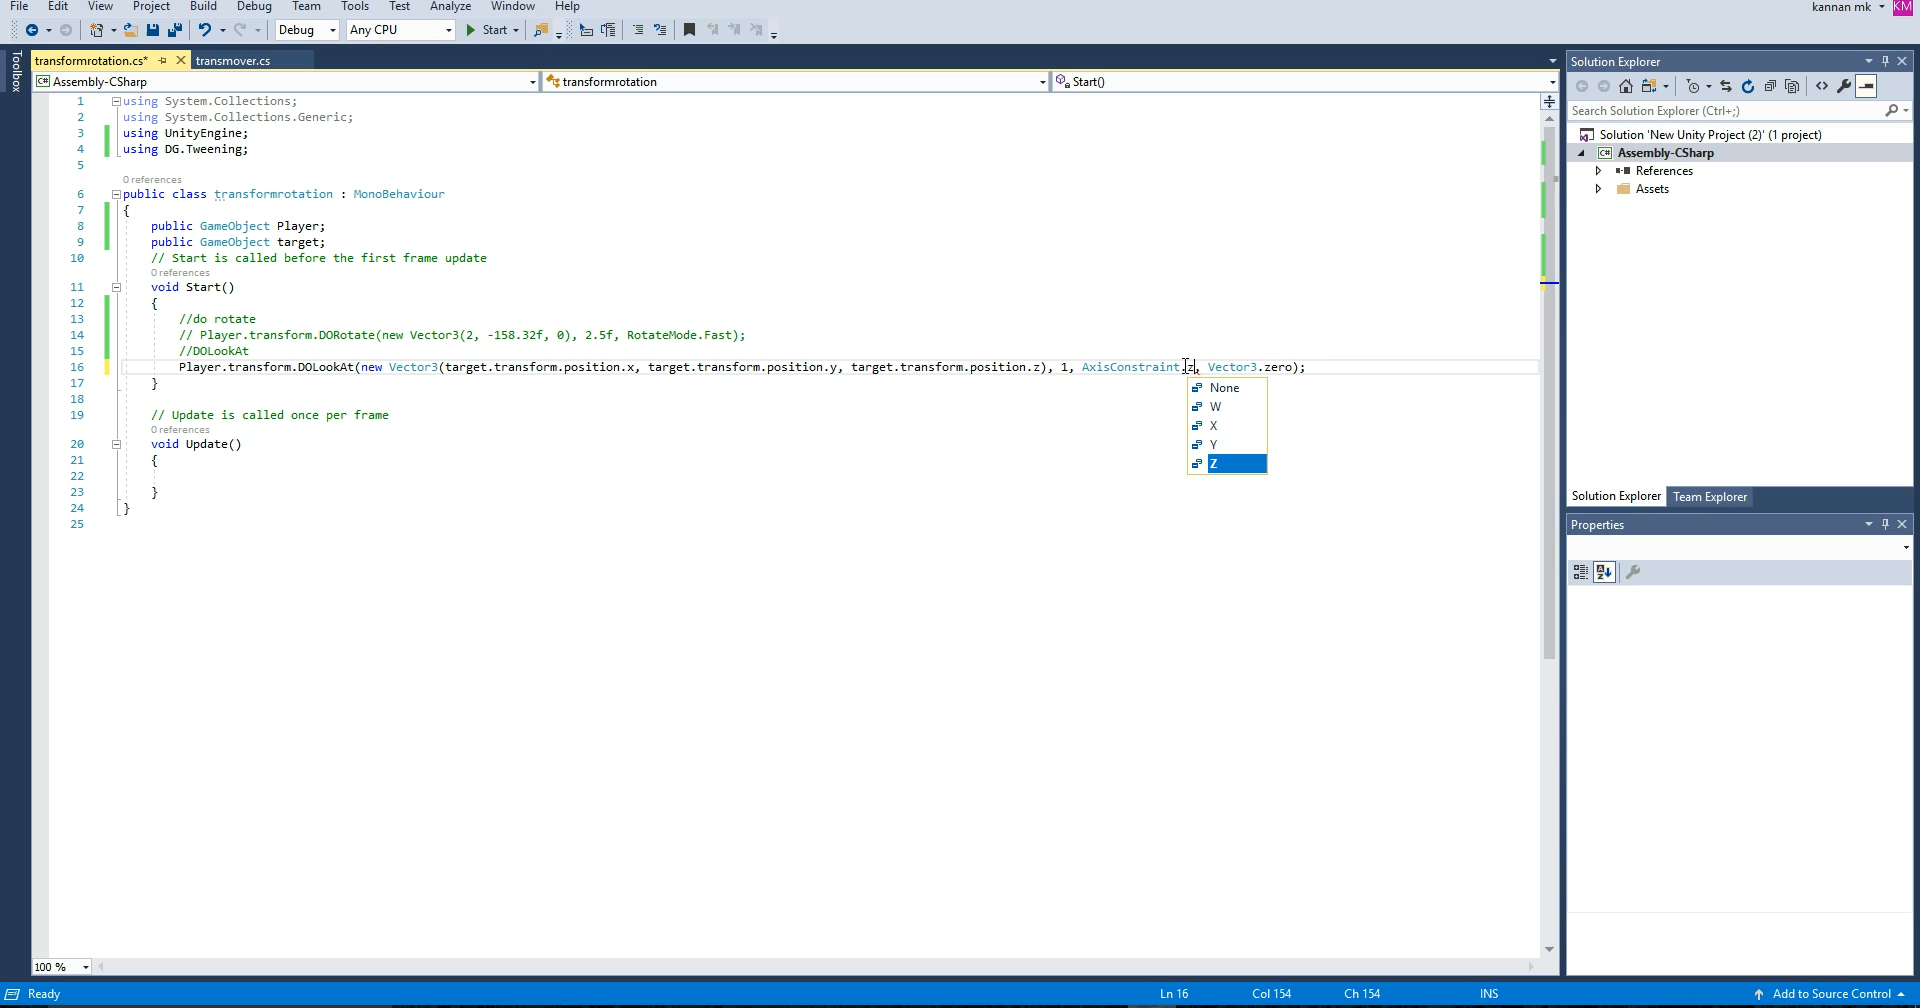 File Edit View Project Build Debug Team Tools Test Analyze Window Help kannan mk KM
Debug Any CPU Start
Toolbox
transformrotation.cs* transmover.cs
Assembly-CSharp transformrotation Start()
1 using System.Collections;
2 using System.Collections.Generic;
3 using UnityEngine;
4 using DG.Tweening;
5
0 references
6 public class transformrotation : MonoBehaviour
7 {
8 public GameObject Player;
9 public GameObject target;
10 // Start is called before the first frame update
0 references
11 void Start()
12 {
13 //do rotate
14 // Player.transform.DORotate(new Vector3(2, -158.32f, 0), 2.5f, RotateMode.Fast);
15 //DOLookAt
16 Player.transform.DOLookAt(new Vector3(target.transform.position.x, target.transform.position.y, target.transform.position.z), 1, AxisConstraint.z, Vector3.zero);
17 }
18
19 // Update is called once per frame
0 references
20 void Update()
21 {
22
23 }
24 }
25
None
W
X
Y
Z
100 %
Solution Explorer
Search Solution Explorer (Ctrl+;)
Solution 'New Unity Project (2)' (1 project)
C# Assembly-CSharp
References
Assets
Solution Explorer Team Explorer
Properties
Ready Ln 16 Col 154 Ch 154 INS Add to Source Control